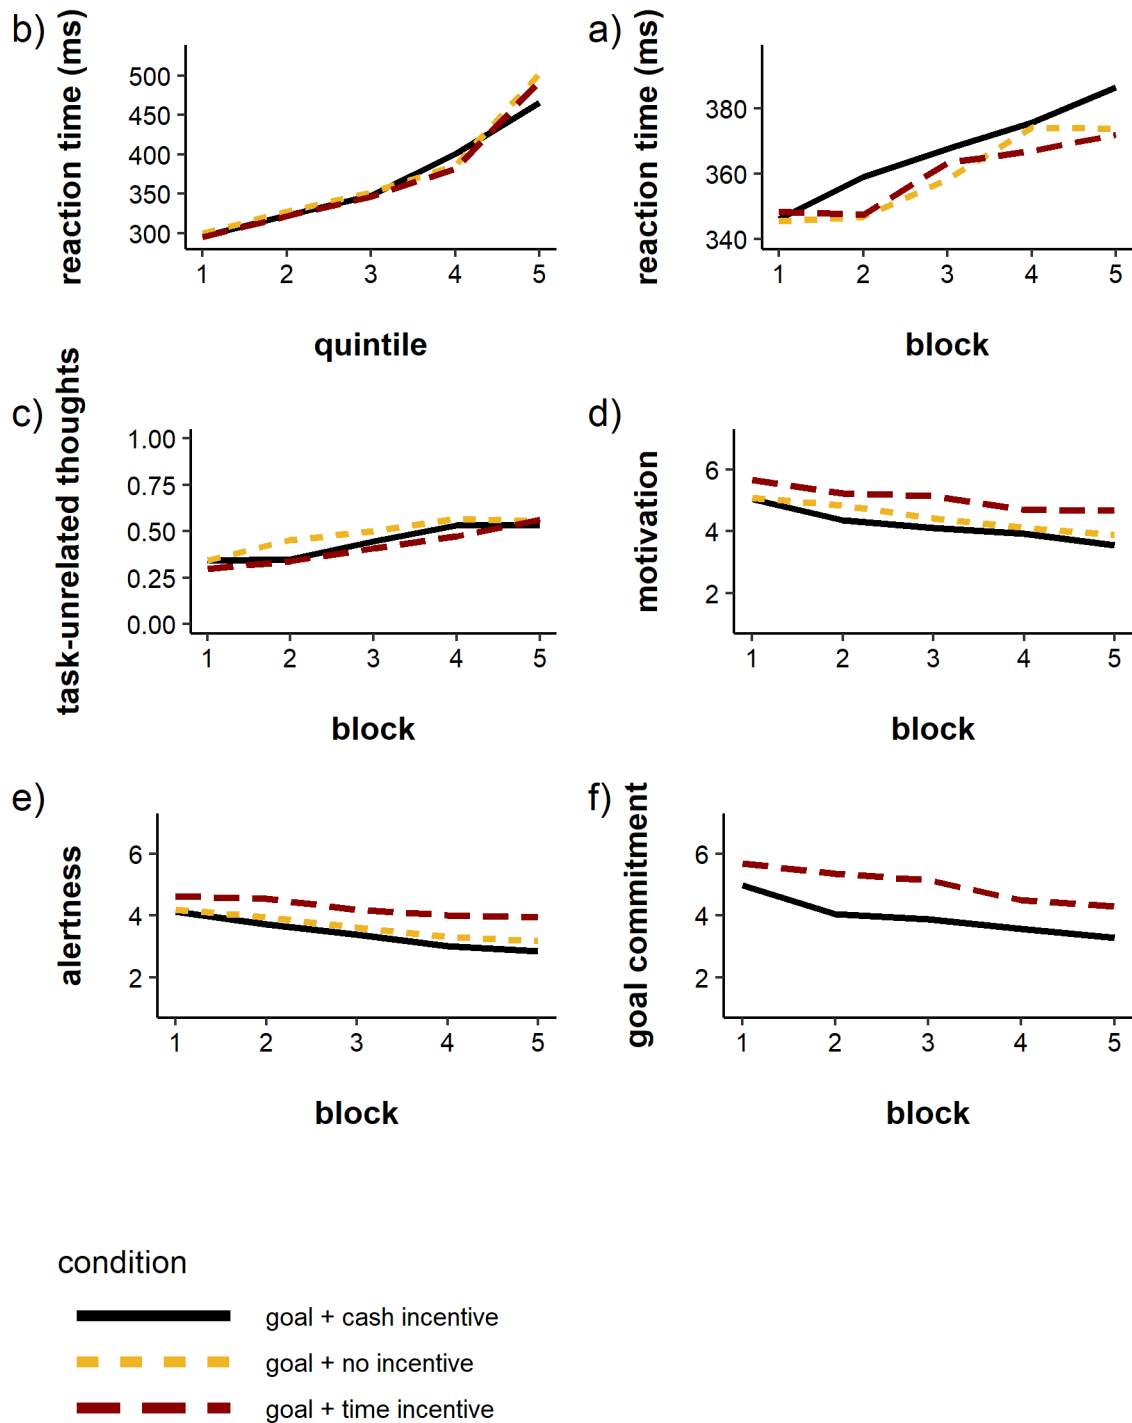 b)
reaction time (ms)
500
450
400
350
300
1 2 3 4 5
quintile
a)
reaction time (ms)
380
360
340
1 2 3 4 5
block
c)
task-unrelated thoughts
1.00
0.75
0.50
0.25
0.00
1 2 3 4 5
block
d)
motivation
6
4
2
1 2 3 4 5
block
e)
alertness
6
4
2
1 2 3 4 5
block
f)
goal commitment
6
4
2
1 2 3 4 5
block
condition
goal + cash incentive
goal + no incentive
goal + time incentive